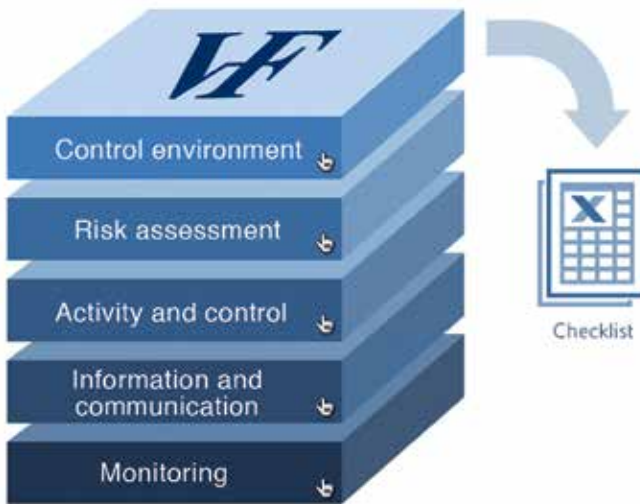 VF
Control environment
Risk assessment
Activity and control
Information and
communication
Monitoring
X
Checklist